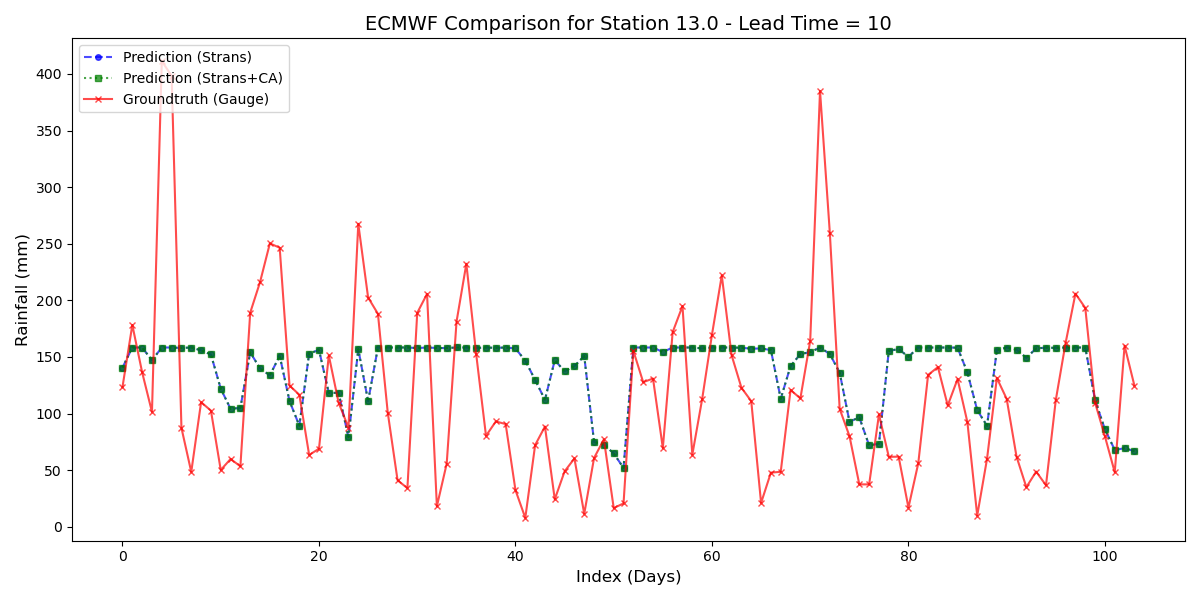 ECMWF Comparison for Station 13.0 - Lead Time = 10
Prediction (Strans)
Prediction (Strans+CA)
Groundtruth (Gauge)
Rainfall (mm)
400
350
300
250
200
150
100
50
0
0 20 40 60 80 100
Index (Days)